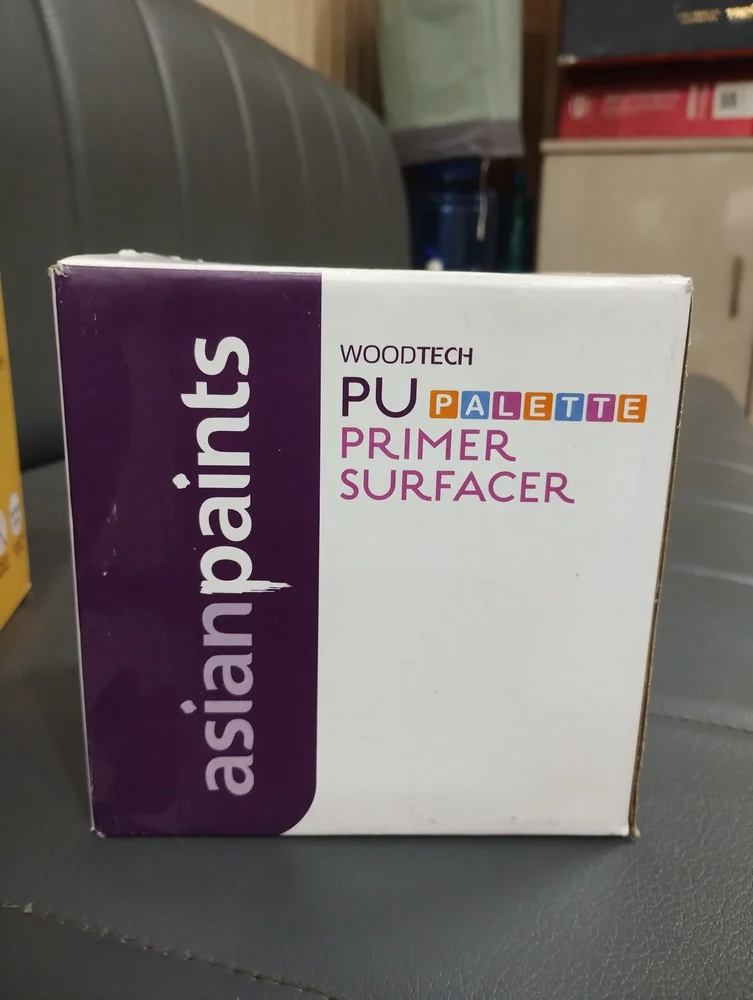 asianpaints
WOODTECH
PU PALETTE
PRIMER
SURFACER